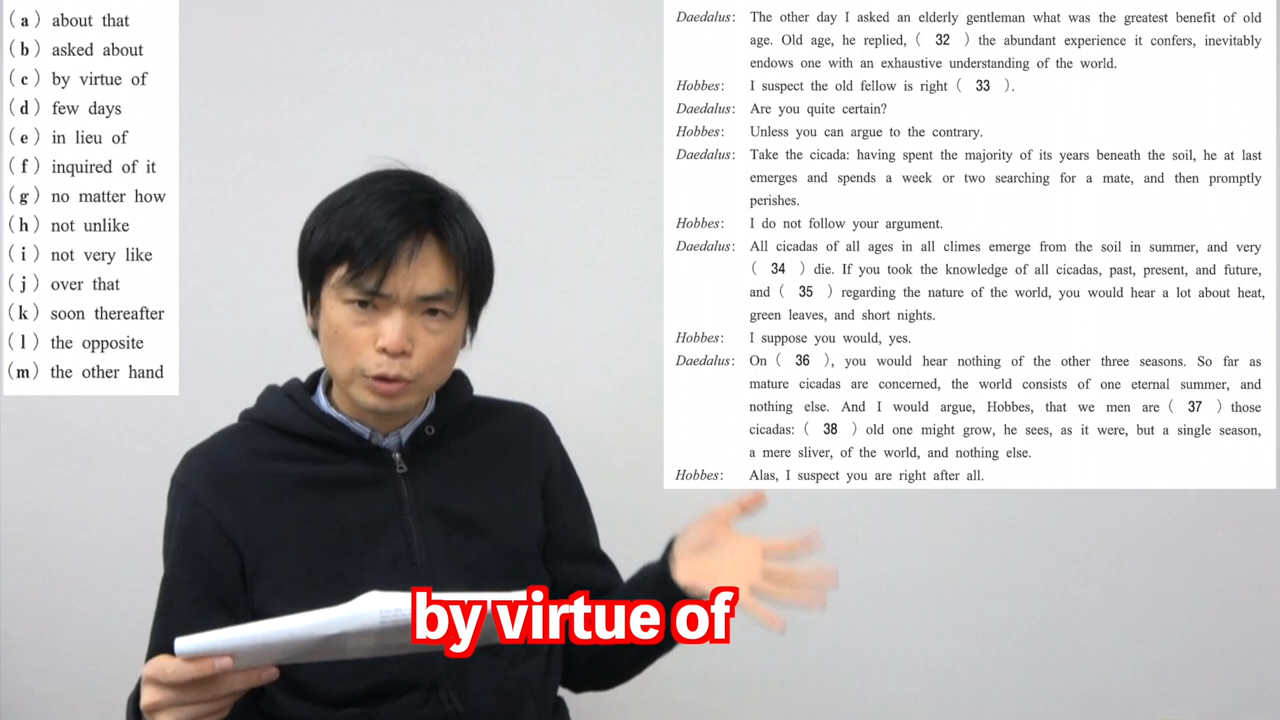 (a) about that
(b) asked about
(c) by virtue of
(d) few days
(e) in lieu of
(f) inquired of it
(g) no matter how
(h) not unlike
(i) not very like
(j) over that
(k) soon thereafter
(l) the opposite
(m) the other hand
Daedalus: The other day I asked an elderly gentleman what was the greatest benefit of old
age. Old age, he replied, ( 32 ) the abundant experience it confers, inevitably
endows one with an exhaustive understanding of the world.
Hobbes: I suspect the old fellow is right ( 33 ).
Daedalus: Are you quite certain?
Hobbes: Unless you can argue to the contrary.
Daedalus: Take the cicada: having spent the majority of its years beneath the soil, he at last
emerges and spends a week or two searching for a mate, and then promptly
perishes.
Hobbes: I do not follow your argument.
Daedalus: All cicadas of all ages in all climes emerge from the soil in summer, and very
( 34 ) die. If you took the knowledge of all cicadas, past, present, and future,
and ( 35 ) regarding the nature of the world, you would hear a lot about heat,
green leaves, and short nights.
Hobbes: I suppose you would, yes.
Daedalus: On ( 36 ), you would hear nothing of the other three seasons. So far as
mature cicadas are concerned, the world consists of one eternal summer, and
nothing else. And I would argue, Hobbes, that we men are ( 37 ) those
cicadas: ( 38 ) old one might grow, he sees, as it were, but a single season,
a mere sliver, of the world, and nothing else.
Hobbes: Alas, I suspect you are right after all.
by virtue of